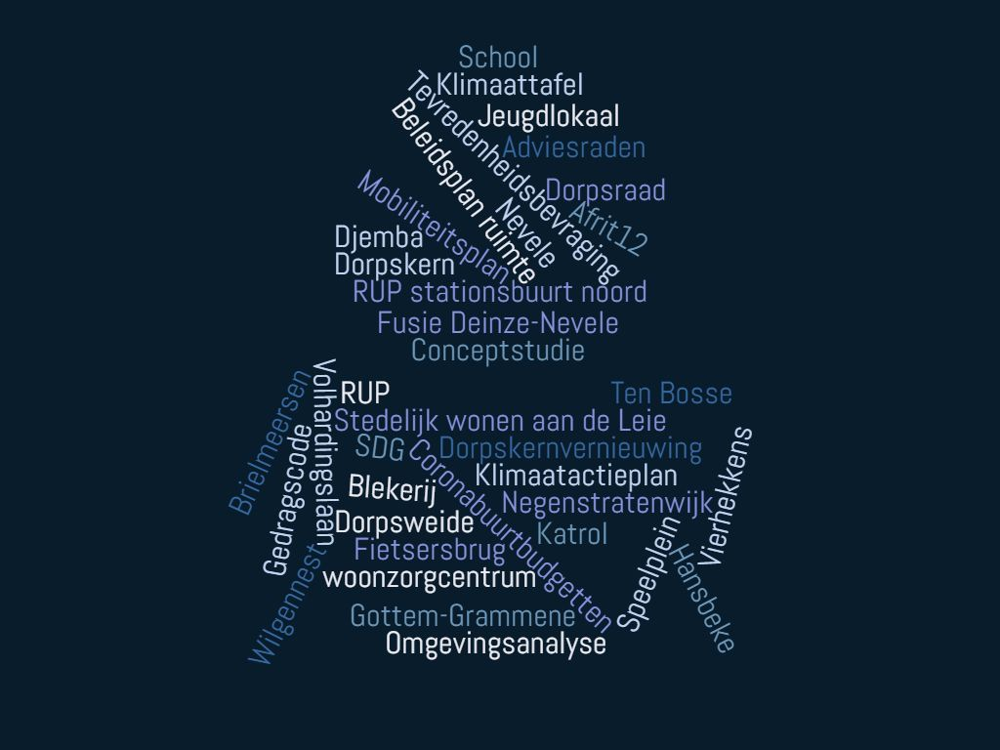 School
Klimaattafel
Tevredenheidsbevraging
Beleidsplan ruimte
Jeugdlokaal
Adviesraden
Mobiliteitsplan
Dorpsraad
Nevele
Afrit12
Djemba
Dorpskern
RUP stationsbuurt noord
Fusie Deinze-Nevele
Conceptstudie
Volhardingslaan
Brielmeersen
RUP
Ten Bosse
Stedelijk wonen aan de Leie
Gedragscode
SDG
Coronabuurtbudgetten
Dorpskernvernieuwing
Vierhekkens
Klimaatactieplan
Blekerij
Negenstratenwijk
Dorpsweide
Katrol
Speelplein
Fietsersbrug
Hansbeke
Wilgennest
woonzorgcentrum
Gottem-Grammene
Omgevingsanalyse